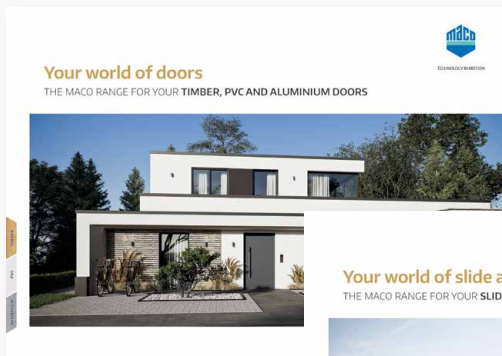 maco
TECHNOLOGY IN MOTION
Your world of doors
THE MACO RANGE FOR YOUR TIMBER, PVC AND ALUMINIUM DOORS
TIMBER
PVC
ALUMINIUM
Your world of slide a
THE MACO RANGE FOR YOUR SLID